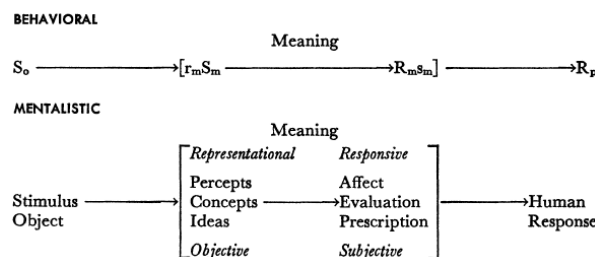 BEHAVIORAL
Meaning
Sₒ [rₘSₘ Rₘsₘ] Rₚ
MENTALISTIC
Meaning
Representational Responsive
Percepts Affect
Stimulus Concepts Evaluation Human
Object Ideas Prescription Response
Objective Subjective